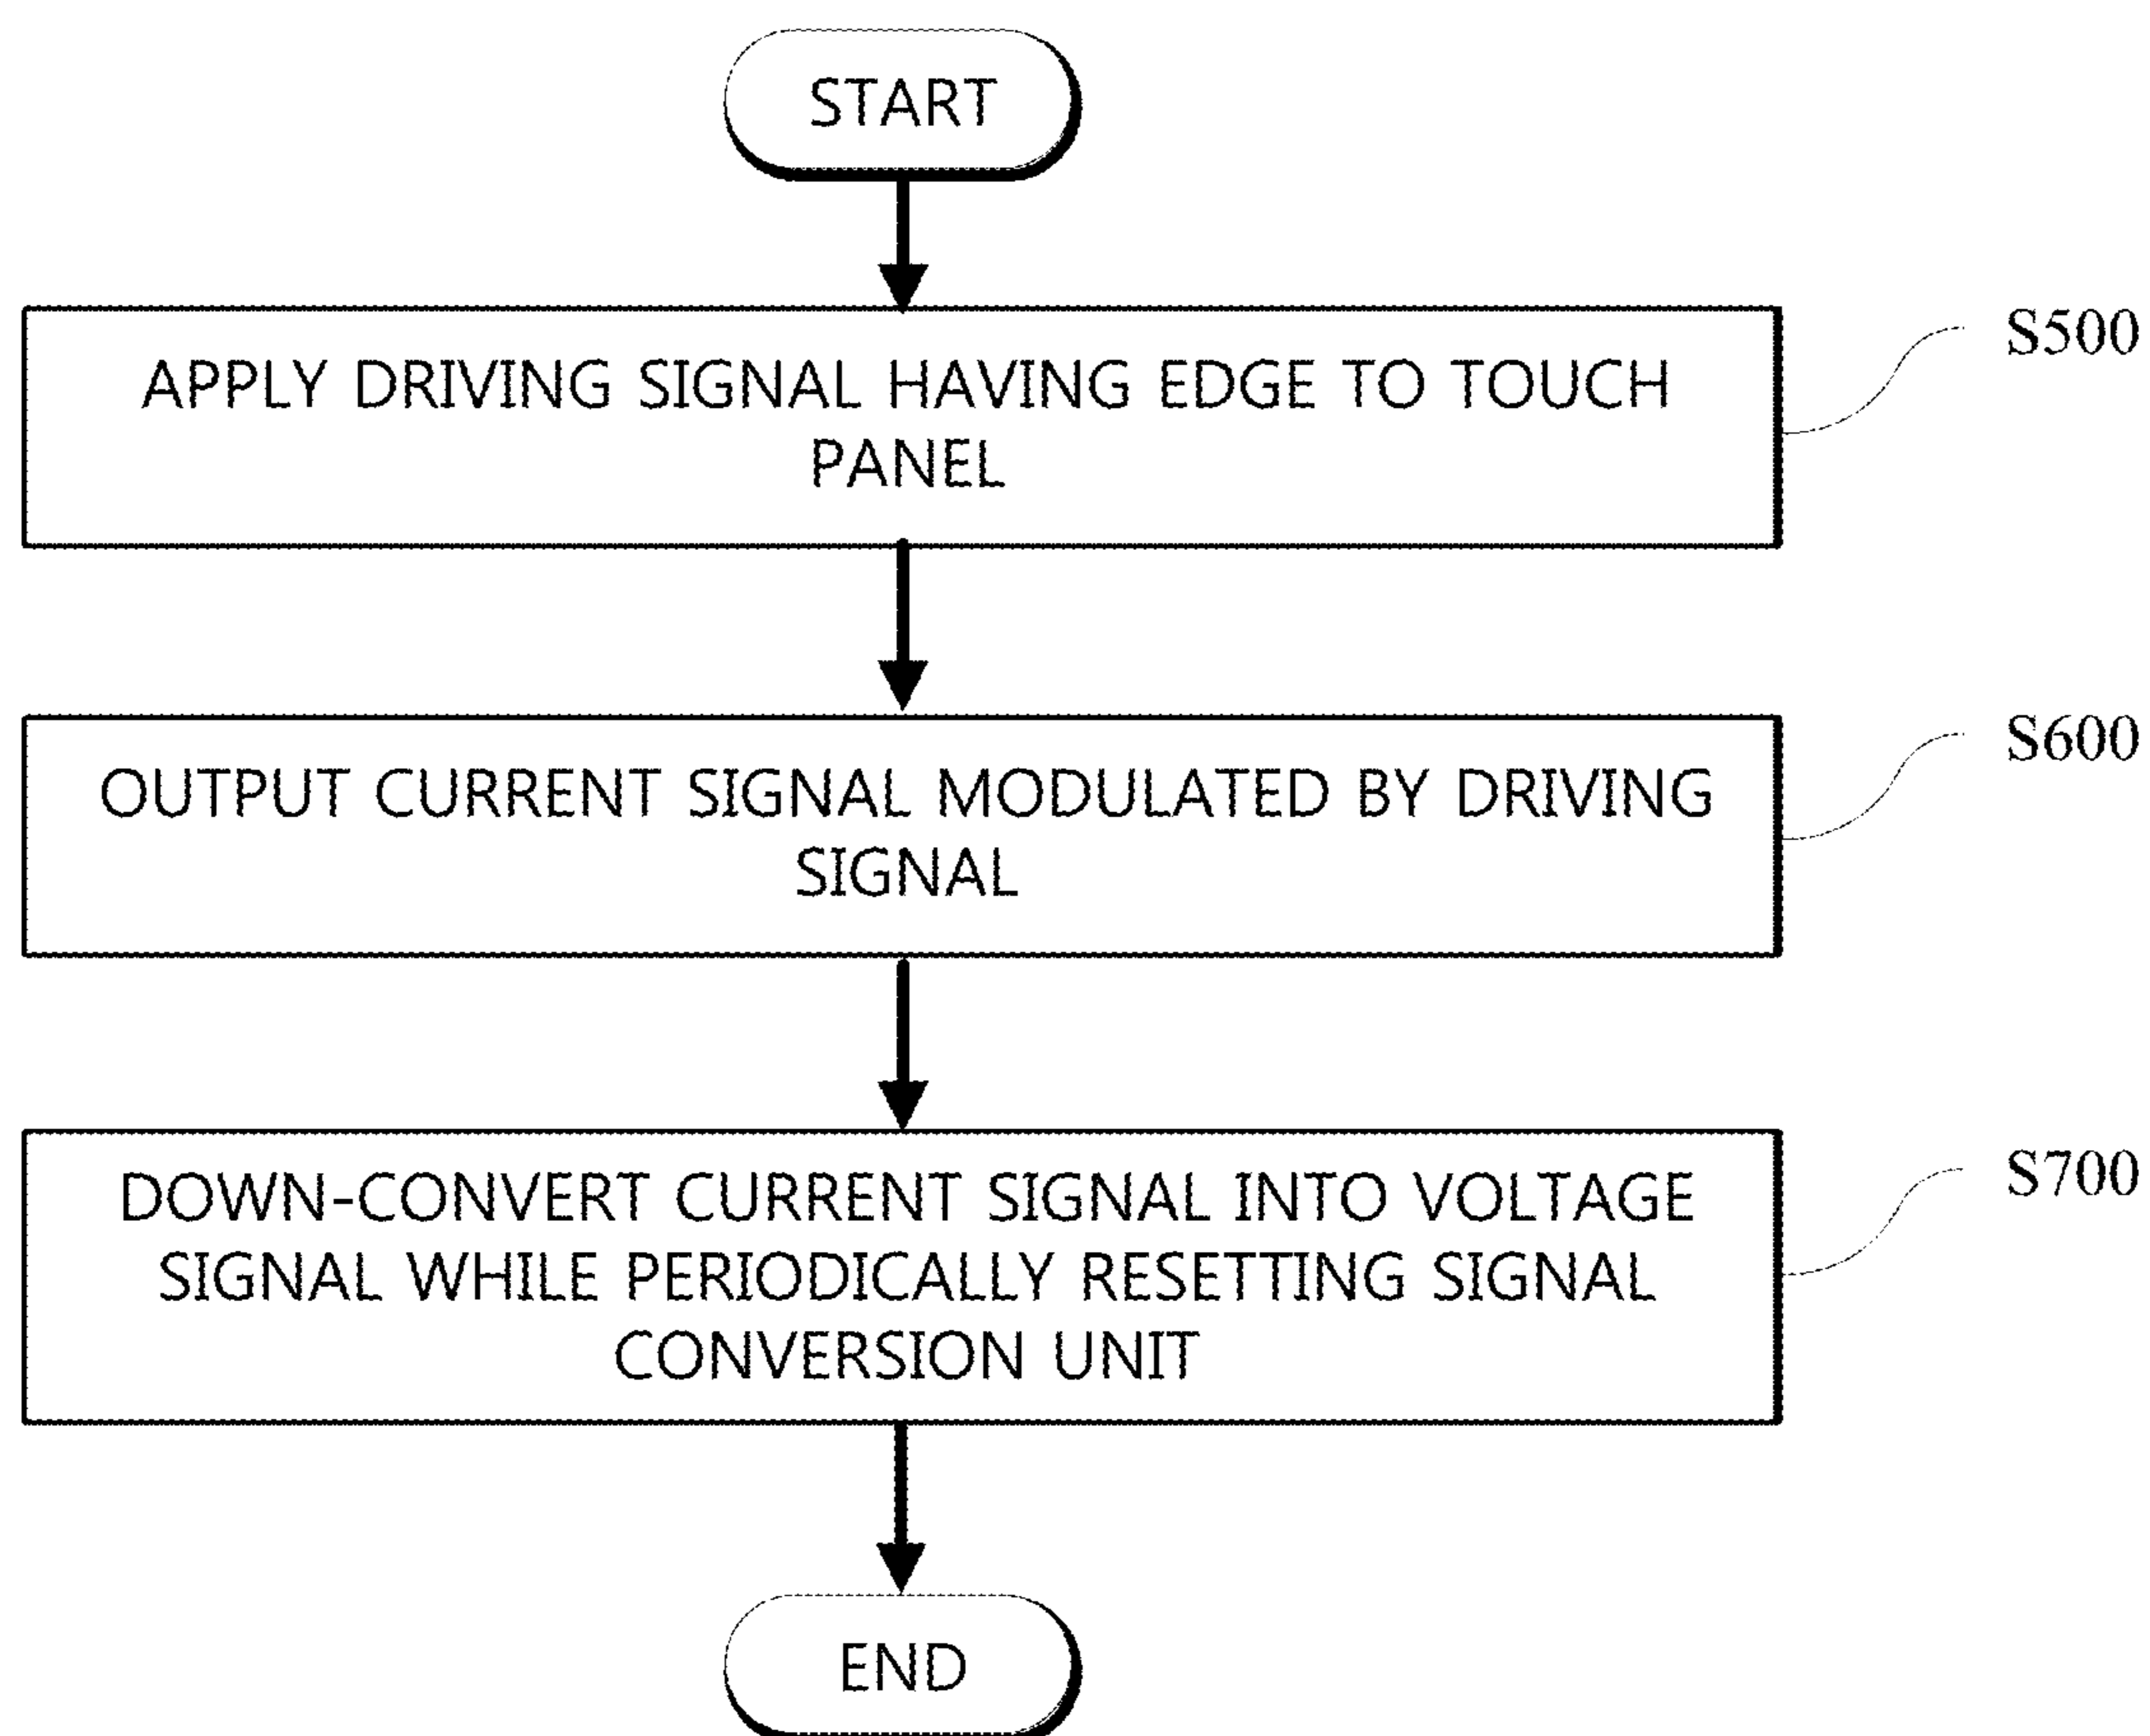 START
APPLY DRIVING SIGNAL HAVING EDGE TO TOUCH
PANEL
S500
OUTPUT CURRENT SIGNAL MODULATED BY DRIVING
SIGNAL
S600
DOWN-CONVERT CURRENT SIGNAL INTO VOLTAGE
SIGNAL WHILE PERIODICALLY RESETTING SIGNAL
CONVERSION UNIT
S700
END